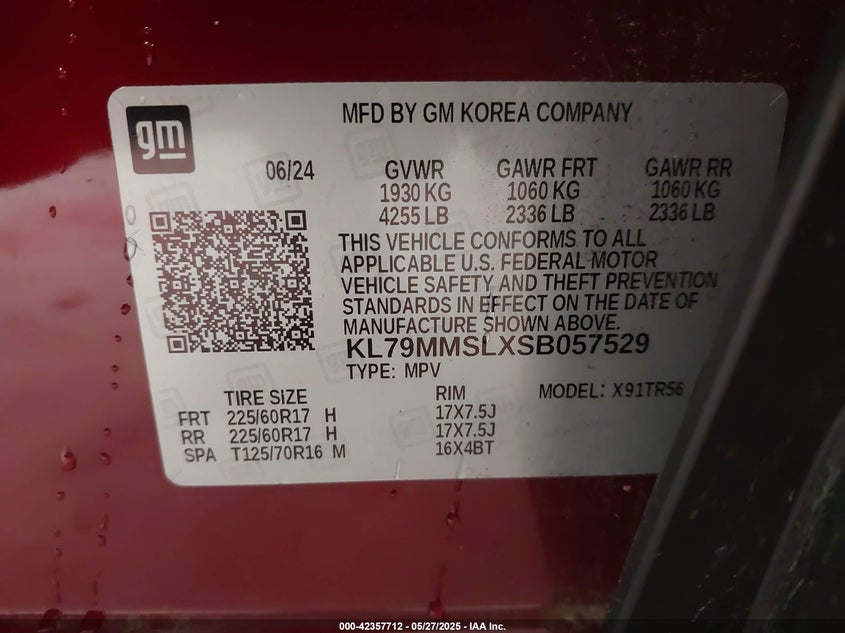 gm
MFD BY GM KOREA COMPANY
06/24 GVWR GAWR FRT GAWR RR
1930 KG 1060 KG 1060 KG
4255 LB 2336 LB 2336 LB
THIS VEHICLE CONFORMS TO ALL
APPLICABLE U.S. FEDERAL MOTOR
VEHICLE SAFETY AND THEFT PREVENTION
STANDARDS IN EFFECT ON THE DATE OF
MANUFACTURE SHOWN ABOVE.
KL79MMSLXSB057529
TYPE: MPV
TIRE SIZE RIM MODEL: X91TR56
FRT 225/60R17 H 17X7.5J
RR 225/60R17 H 17X7.5J
SPA T125/70R16 M 16X4BT
000-42357712 - 05/27/2025 - IAA Inc.